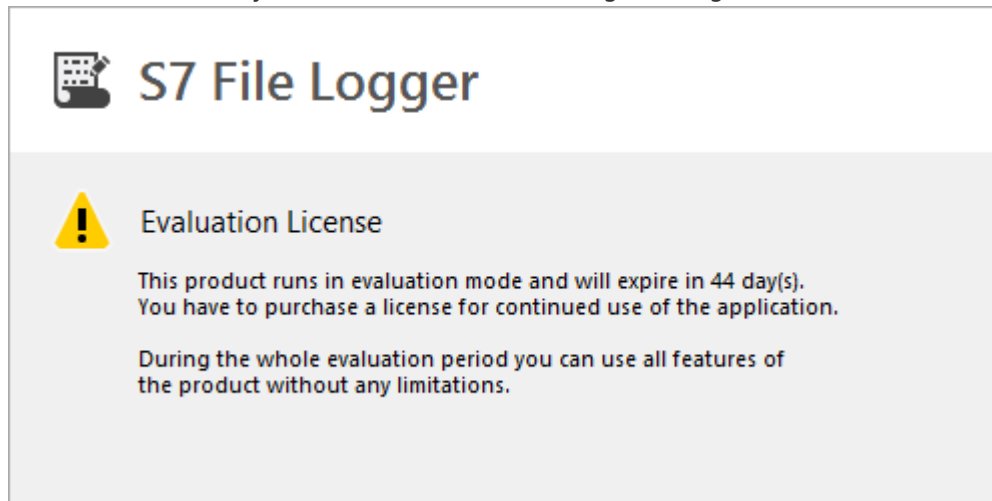 S7 File Logger
Evaluation License
This product runs in evaluation mode and will expire in 44 day(s).
You have to purchase a license for continued use of the application.
During the whole evaluation period you can use all features of
the product without any limitations.